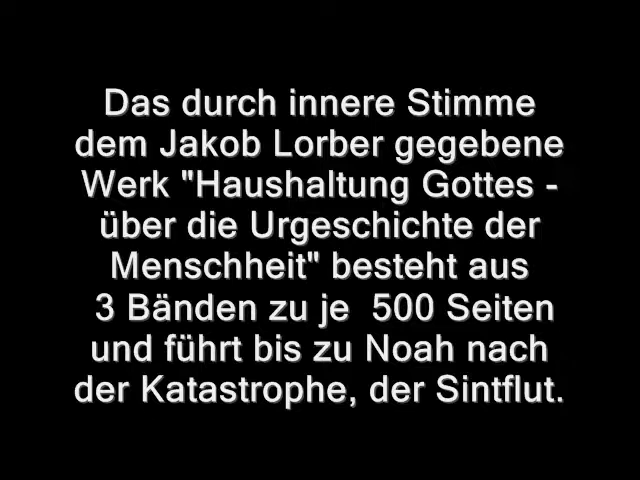 Das durch innere Stimme
dem Jakob Lorber gegebene
Werk "Haushaltung Gottes -
über die Urgeschichte der
Menschheit" besteht aus
3 Bänden zu je  500 Seiten
und führt bis zu Noah nach
der Katastrophe, der Sintflut.